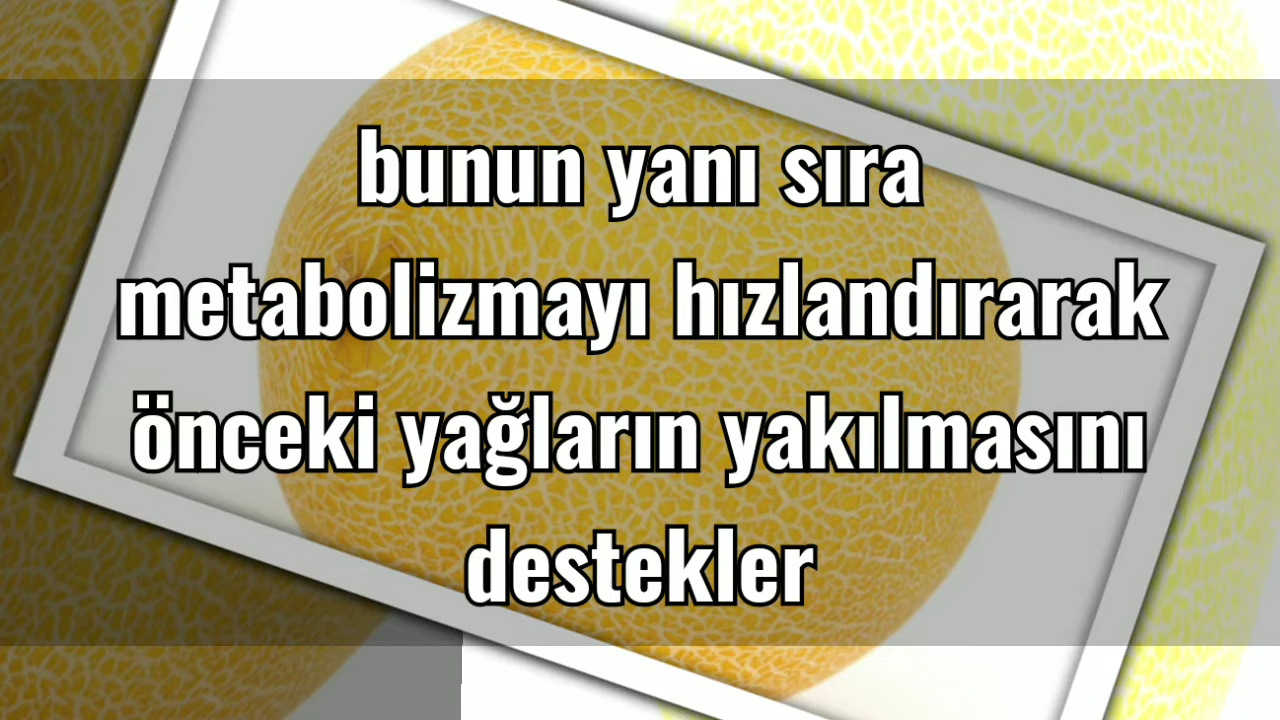 bunun yanı sıra
metabolizmayı hızlandırarak
önceki yağların yakılmasını
destekler